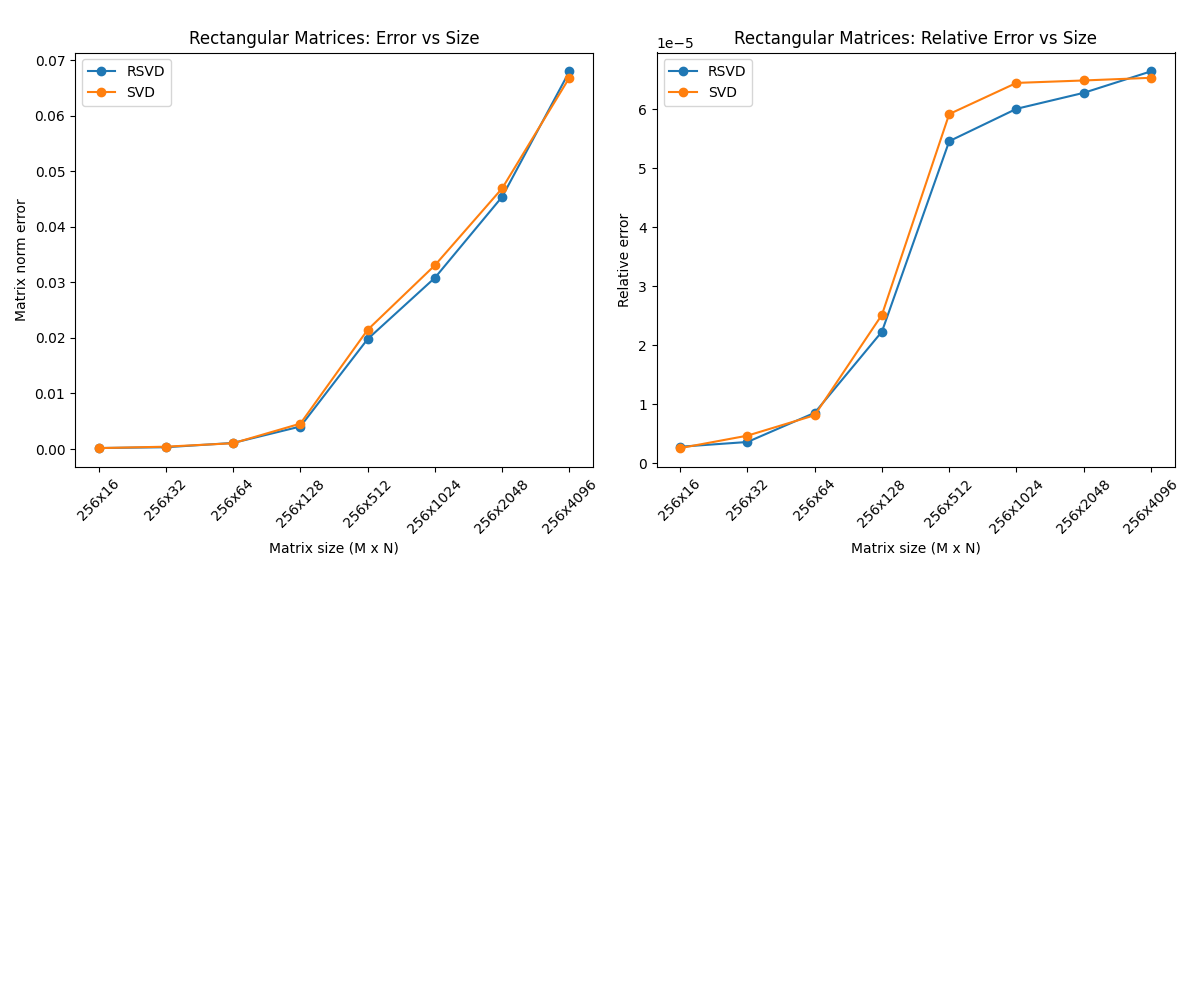 Rectangular Matrices: Error vs Size
RSVD
SVD
0.07
0.06
0.05
0.04
0.03
0.02
0.01
0.00
Matrix norm error
256x16
256x32
256x64
256x128
256x512
256x1024
256x2048
256x4096
Matrix size (M x N)
Rectangular Matrices: Relative Error vs Size
1e−5
RSVD
SVD
6
5
4
3
2
1
0
Relative error
256x16
256x32
256x64
256x128
256x512
256x1024
256x2048
256x4096
Matrix size (M x N)